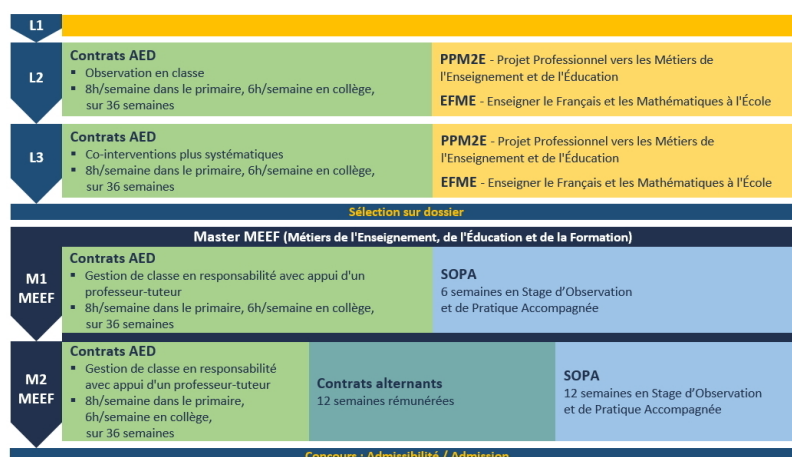 L1
L2
Contrats AED
▪ Observation en classe
▪ 8h/semaine dans le primaire, 6h/semaine en collège,
sur 36 semaines
PPM2E - Projet Professionnel vers les Métiers de
l'Enseignement et de l'Éducation
EFME - Enseigner le Français et les Mathématiques à l'École
L3
Contrats AED
▪ Co-interventions plus systématiques
▪ 8h/semaine dans le primaire, 6h/semaine en collège,
sur 36 semaines
PPM2E - Projet Professionnel vers les Métiers de
l'Enseignement et de l'Éducation
EFME - Enseigner le Français et les Mathématiques à l'École
Sélection sur dossier
Master MEEF (Métiers de l'Enseignement, de l'Éducation et de la Formation)
M1
MEEF
Contrats AED
▪ Gestion de classe en responsabilité avec appui d'un
professeur-tuteur
▪ 8h/semaine dans le primaire, 6h/semaine en collège,
sur 36 semaines
SOPA
6 semaines en Stage d’Observation
et de Pratique Accompagnée
M2
MEEF
Contrats AED
▪ Gestion de classe en responsabilité
avec appui d'un professeur-tuteur
▪ 8h/semaine dans le primaire,
6h/semaine en collège,
sur 36 semaines
Contrats alternants
12 semaines rémunérées
SOPA
12 semaines en Stage d’Observation
et de Pratique Accompagnée
Concours : Admissibilité / Admission